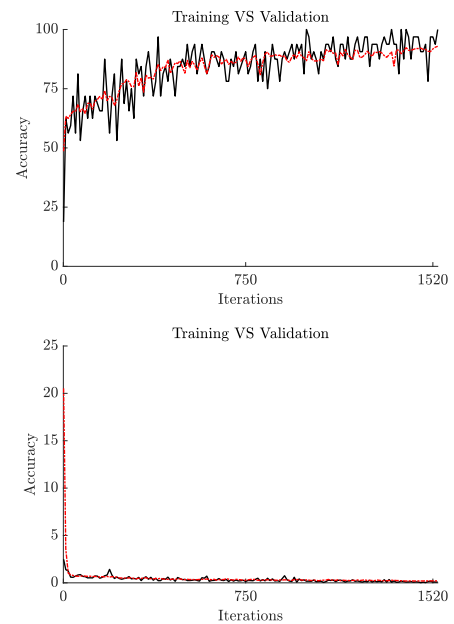 Training VS Validation
100
75
50
25
0
Accuracy
0 750 1520
Iterations
Training VS Validation
25
20
15
10
5
0
Accuracy
0 750 1520
Iterations